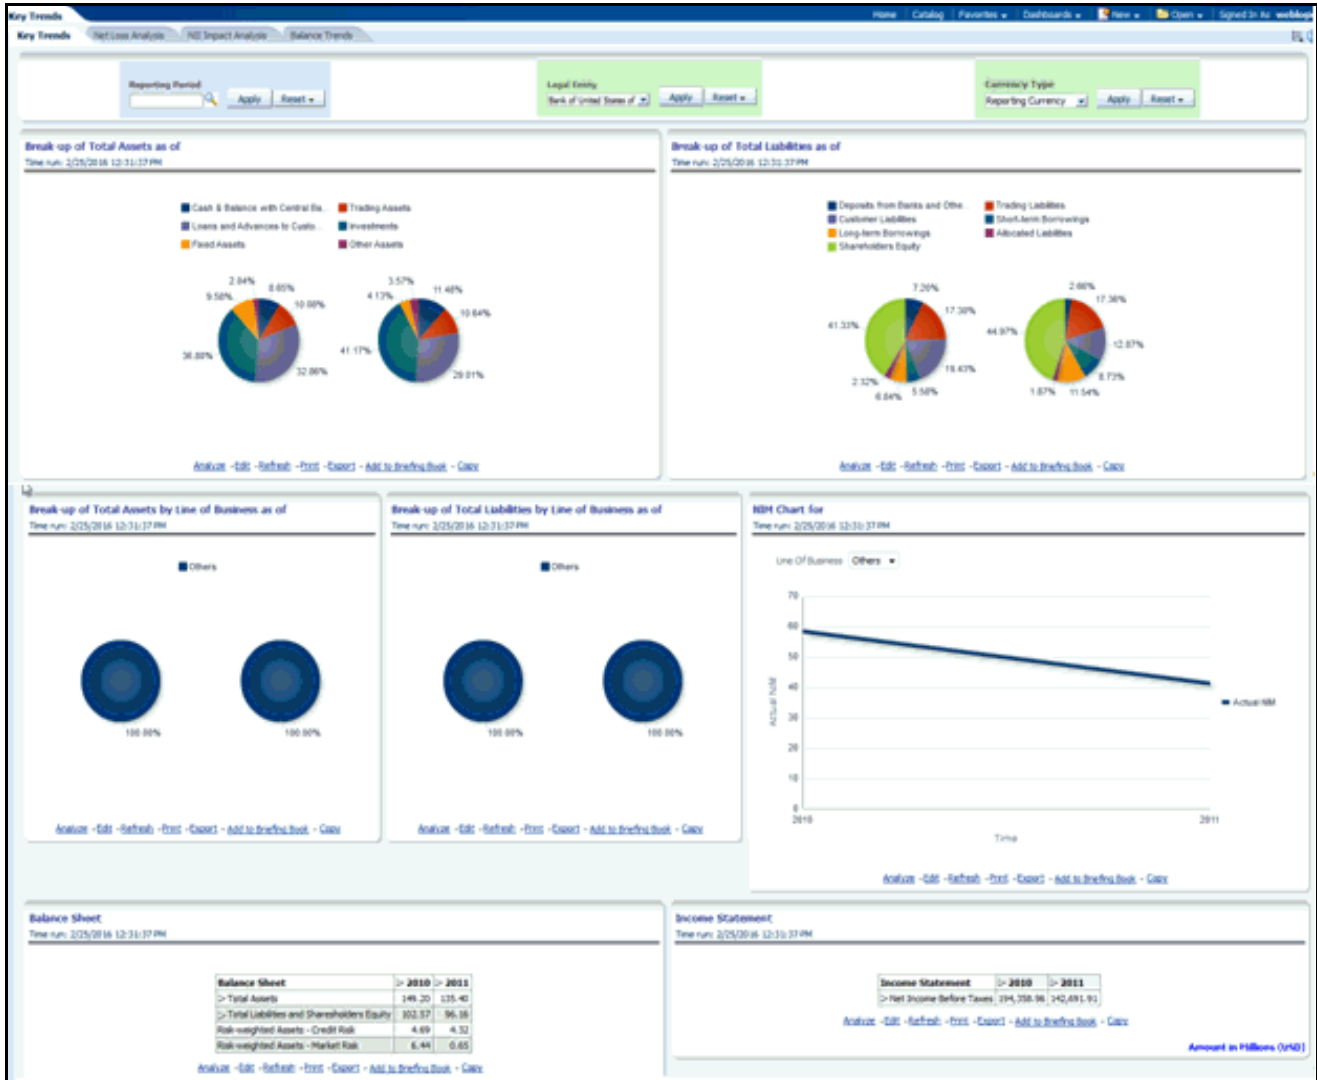 Key Trends
Home Catalog Favorites Dashboards New Open Signed In As weblogi
Key Trends Net Loss Analysis NII Impact Analysis Balance Trends
Reporting Period
Apply Reset
Legal Entity
Bank of United States of
Apply Reset
Currency Type
Reporting Currency
Apply Reset
Break-up of Total Assets as of
Time run: 2/25/2016 12:31:37 PM
Cash & Balance with Central Ba... Trading Assets
Loans and Advances to Custo... Investments
Fixed Assets Other Assets
2.04% 8.65%
9.58% 10.08%
36.80% 32.86%
3.57% 11.48%
4.13% 10.64%
41.17% 29.01%
Analyze - Edit - Refresh - Print - Export - Add to Briefing Book - Copy
Break-up of Total Liabilities as of
Time run: 2/25/2016 12:31:37 PM
Deposits from Banks and Othe... Trading Liabilities
Customer Liabilities Short-term Borrowings
Long-term Borrowings Allocated Liabilities
Shareholders Equity
7.20%
41.33% 17.30%
2.32% 6.84% 5.58%
2.66%
17.36%
44.97% 12.87%
8.73%
1.87% 11.54%
Analyze - Edit - Refresh - Print - Export - Add to Briefing Book - Copy
Break-up of Total Assets by Line of Business as of
Time run: 2/25/2016 12:31:37 PM
Others
100.00% 100.00%
Analyze - Edit - Refresh - Print - Export - Add to Briefing Book - Copy
Break-up of Total Liabilities by Line of Business as of
Time run: 2/25/2016 12:31:37 PM
Others
100.00% 100.00%
Analyze - Edit - Refresh - Print - Export - Add to Briefing Book - Copy
NIM Chart for
Time run: 2/25/2016 12:31:37 PM
Line Of Business Others
70
60
50
40
30
20
10
0
Actual NIM
2010 2011
Time
Actual NIM
Analyze - Edit - Refresh - Print - Export - Add to Briefing Book - Copy
Balance Sheet
Time run: 2/25/2016 12:31:37 PM
Balance Sheet 2010 2011
Total Assets 149.20 135.40
Total Liabilities and Sharesholders Equity 102.57 96.16
Risk-weighted Assets - Credit Risk 4.69 4.32
Risk-weighted Assets - Market Risk 6.44 0.65
Analyze - Edit - Refresh - Print - Export - Add to Briefing Book - Copy
Income Statement
Time run: 2/25/2016 12:31:37 PM
Income Statement 2010 2011
Net Income Before Taxes 194,358.96 142,691.91
Analyze - Edit - Refresh - Print - Export - Add to Briefing Book - Copy
Amount in Millions (USD)